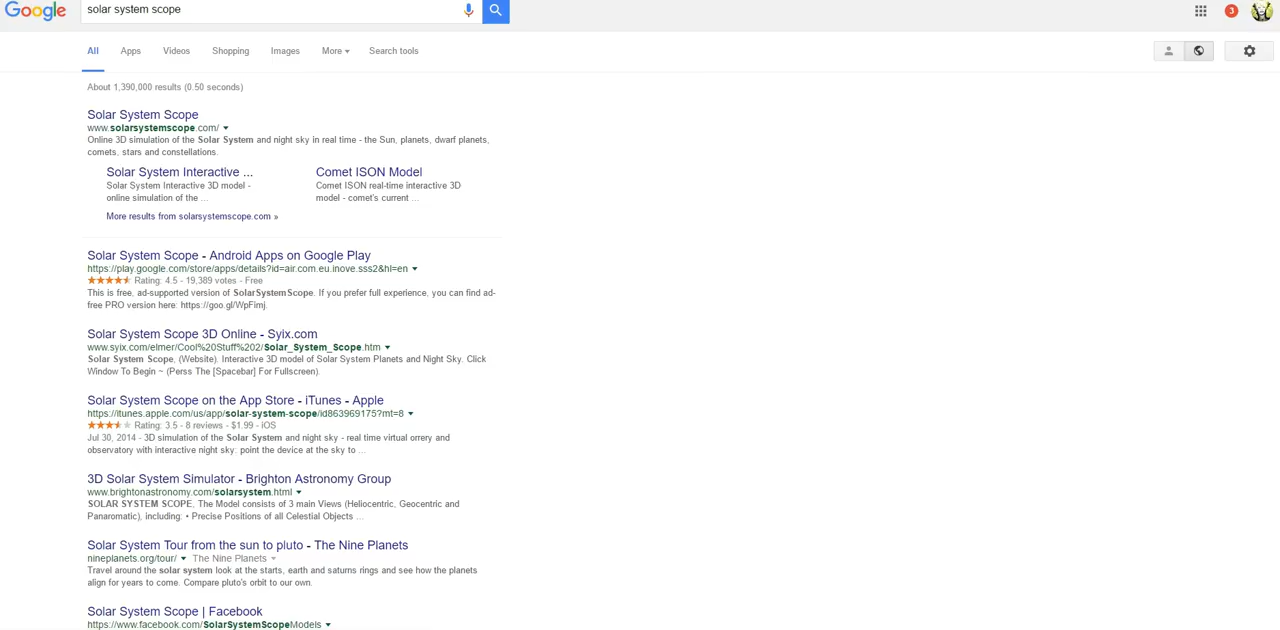 Google
solar system scope
3
All Apps Videos Shopping Images More Search tools
About 1,390,000 results (0.50 seconds)
Solar System Scope
www.solarsystemscope.com/
Online 3D simulation of the Solar System and night sky in real time - the Sun, planets, dwarf planets,
comets, stars and constellations.
Solar System Interactive ...
Solar System Interactive 3D model -
online simulation of the ...
Comet ISON Model
Comet ISON real-time interactive 3D
model - comet's current ...
More results from solarsystemscope.com »
Solar System Scope - Android Apps on Google Play
https://play.google.com/store/apps/details?id=air.com.eu.inove.sss2&hl=en
Rating: 4.5 - 19,389 votes - Free
This is free, ad-supported version of SolarSystemScope. If you prefer full experience, you can find ad-
free PRO version here: https://goo.gl/WpFimj.
Solar System Scope 3D Online - Syix.com
www.syix.com/elmer/Cool%20Stuff%202/Solar_System_Scope.htm
Solar System Scope, (Website). Interactive 3D model of Solar System Planets and Night Sky. Click
Window To Begin ~ (Perss The [Spacebar] For Fullscreen).
Solar System Scope on the App Store - iTunes - Apple
https://itunes.apple.com/us/app/solar-system-scope/id863969175?mt=8
Rating: 3.5 - 8 reviews - $1.99 - iOS
Jul 30, 2014 - 3D simulation of the Solar System and night sky - real time virtual orrery and
observatory with interactive night sky: point the device at the sky to ...
3D Solar System Simulator - Brighton Astronomy Group
www.brightonastronomy.com/solarsystem.html
SOLAR SYSTEM SCOPE, The Model consists of 3 main Views (Heliocentric, Geocentric and
Panaromatic), including: • Precise Positions of all Celestial Objects ...
Solar System Tour from the sun to pluto - The Nine Planets
nineplanets.org/tour/ The Nine Planets
Travel around the solar system look at the starts, earth and saturns rings and see how the planets
align for years to come. Compare pluto's orbit to our own.
Solar System Scope | Facebook
https://www.facebook.com/SolarSystemScopeModels